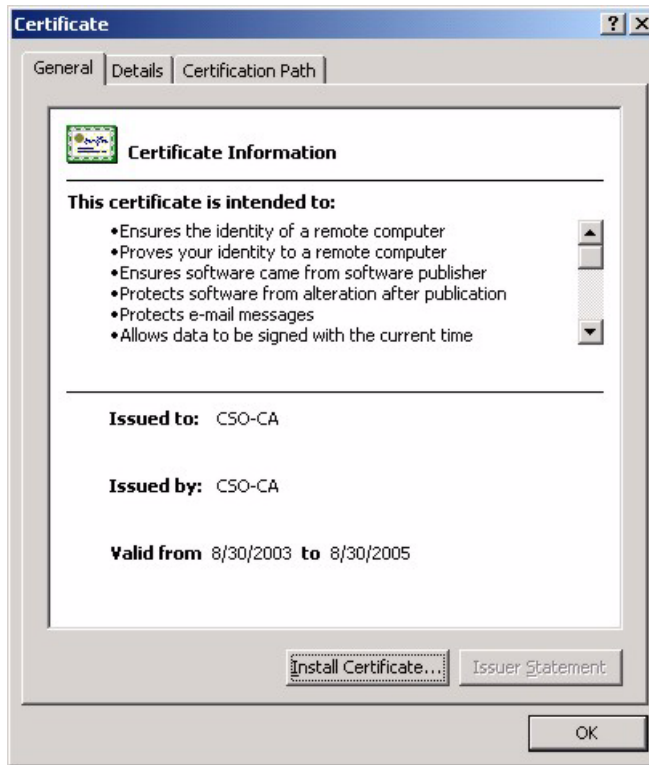 Certificate
General Details Certification Path
Certificate Information
This certificate is intended to:
•Ensures the identity of a remote computer
•Proves your identity to a remote computer
•Ensures software came from software publisher
•Protects software from alteration after publication
•Protects e-mail messages
•Allows data to be signed with the current time
Issued to: CSO-CA
Issued by: CSO-CA
Valid from 8/30/2003 to 8/30/2005
Install Certificate... Issuer Statement
OK